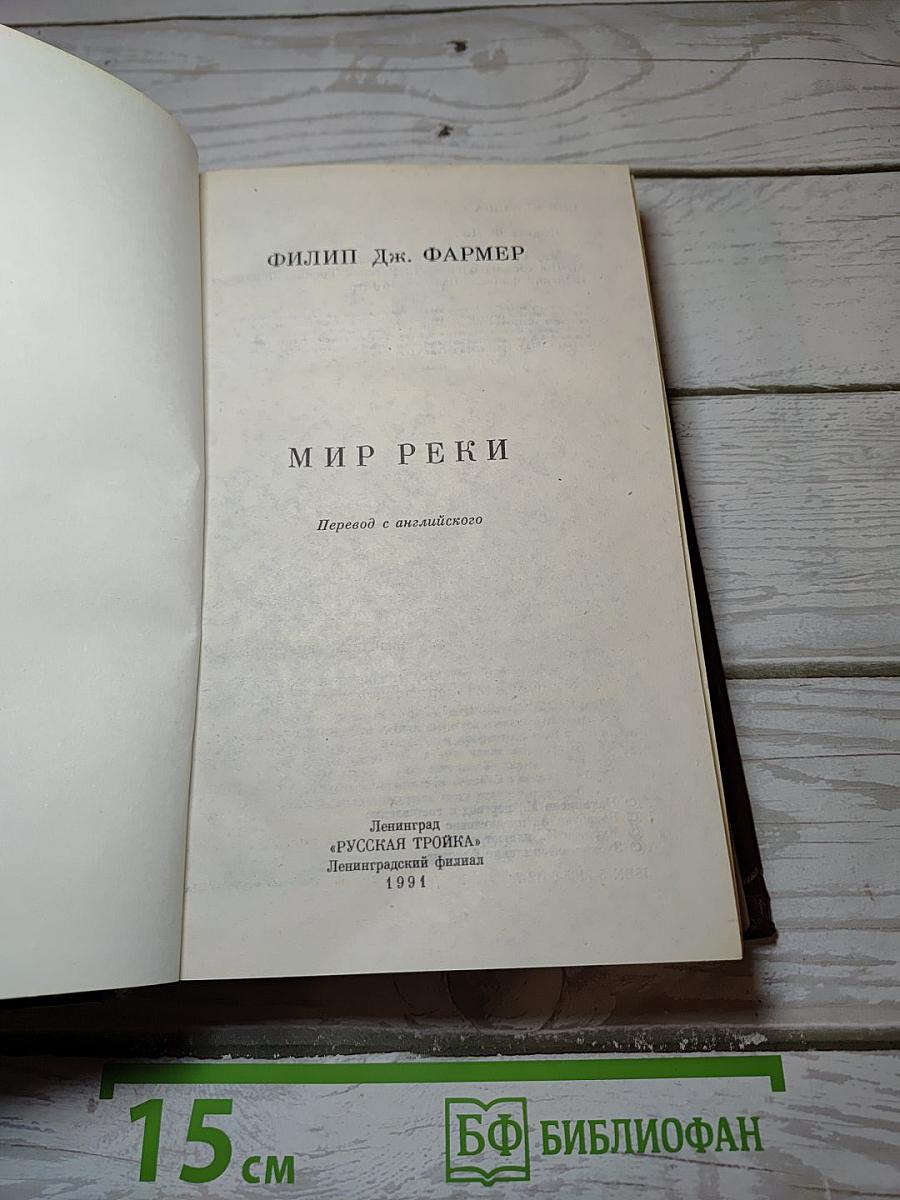 ФИЛИП Дж. ФАРМЕР
МИР РЕКИ
Перевод с английского
Ленинград
«РУССКАЯ ТРОЙКА»
Ленинградский филиал
1991
15 см
БФ БИБЛИОФАН